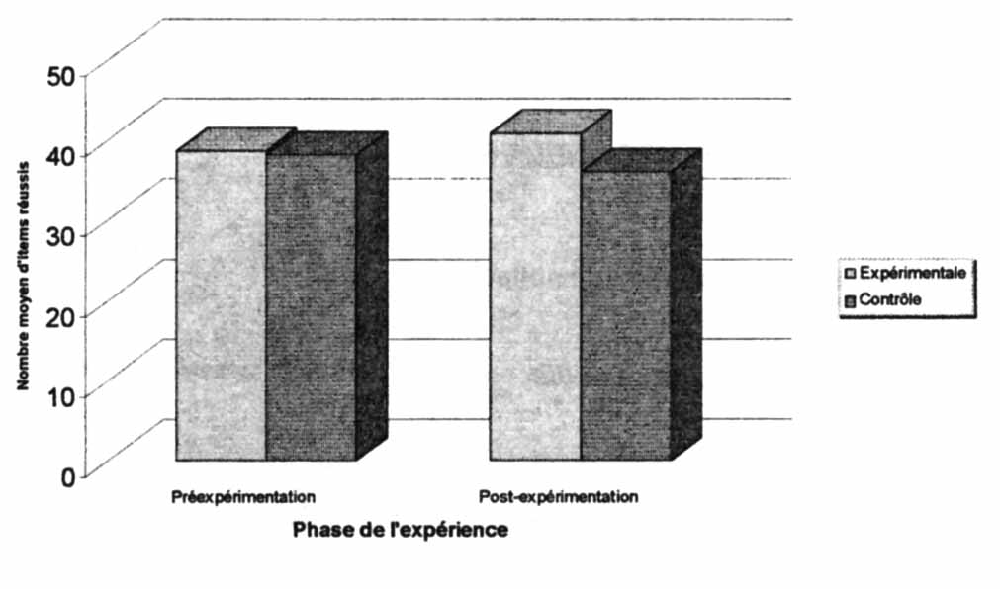 50
40
30
20
10
0
Nombre moyen d'items réussis
Préexpérimentation
Post-expérimentation
Phase de l'expérience
Expérimentale
Contrôle